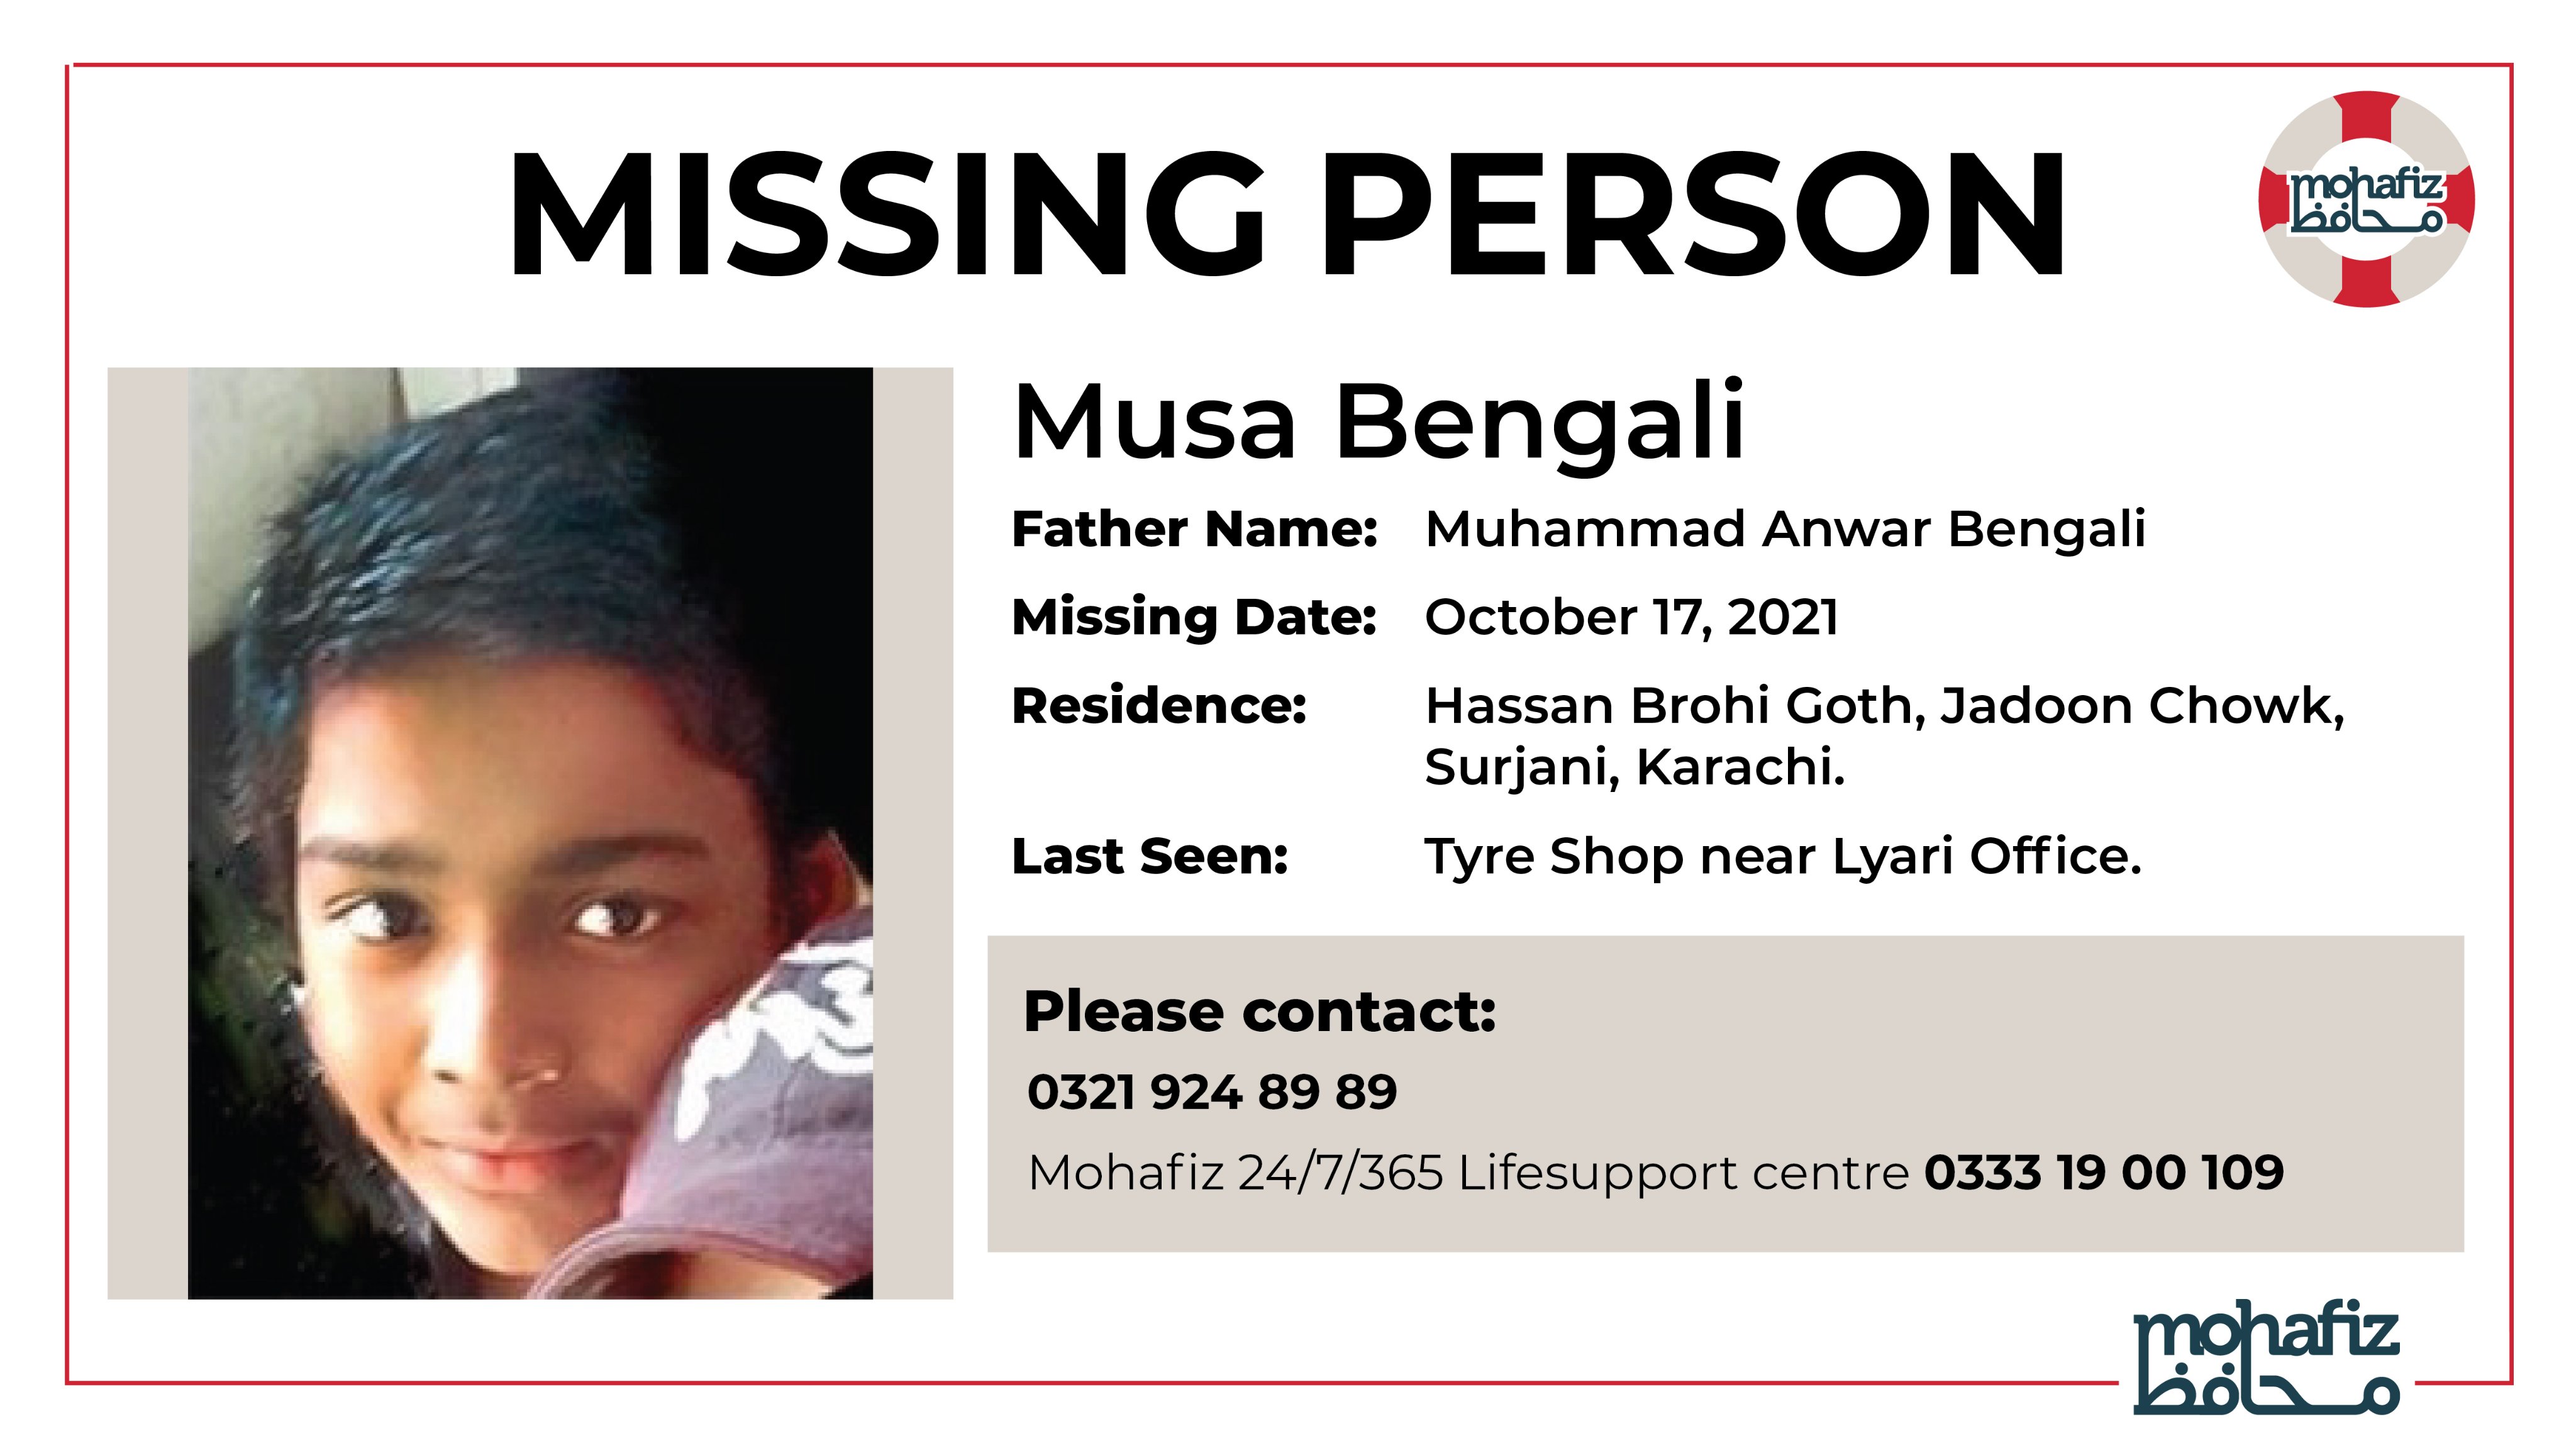 MISSING PERSON
mohafiz
محافظ
Musa Bengali
Father Name: Muhammad Anwar Bengali
Missing Date: October 17, 2021
Residence: Hassan Brohi Goth, Jadoon Chowk,
Surjani, Karachi.
Last Seen: Tyre Shop near Lyari Office.
Please contact:
0321 924 89 89
Mohafiz 24/7/365 Lifesupport centre 0333 19 00 109
mohafiz
محافظ